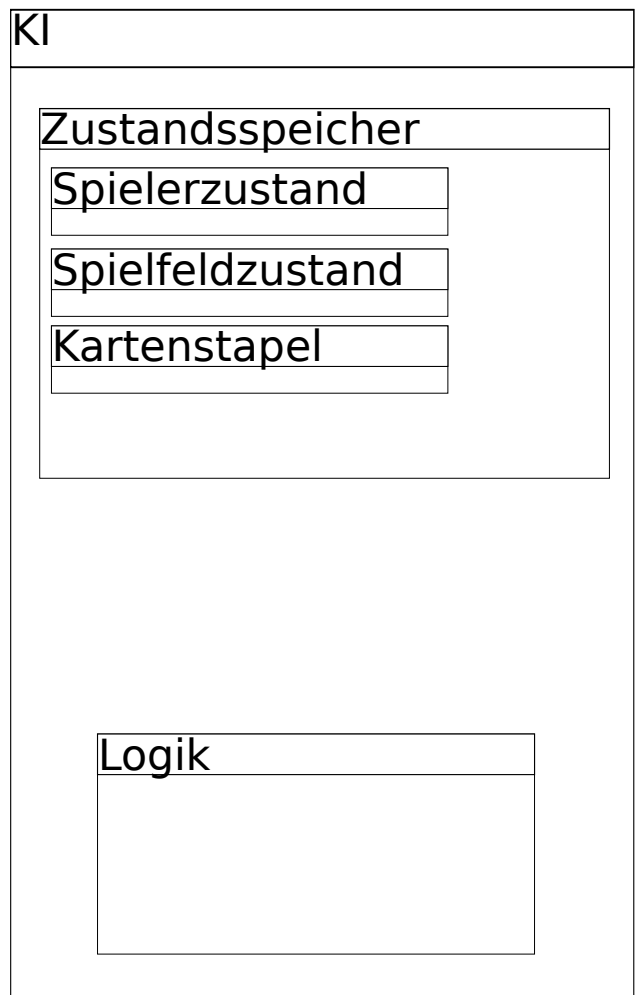 KI
Zustandsspeicher
Spielerzustand
Spielfeldzustand
Kartenstapel
Logik